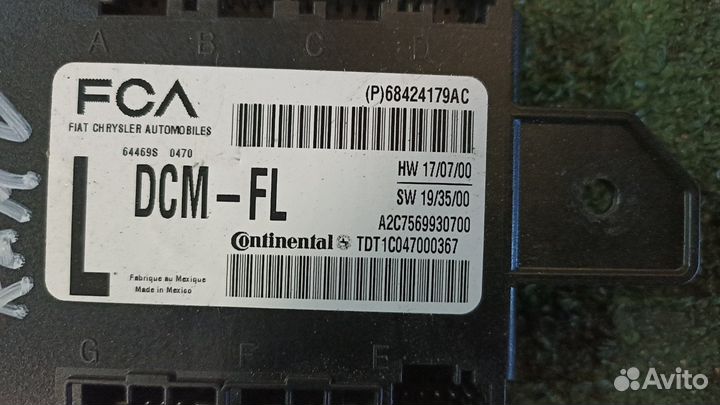 A B C D
FCA
FIAT CHRYSLER AUTOMOBILES
(P)68424179AC
64469S 0470
HW 17/07/00
L
DCM-FL
SW 19/35/00
A2C7569930700
Continental TDT1C047000367
Fabrique au Mexique
Made in Mexico
G F E
Avito